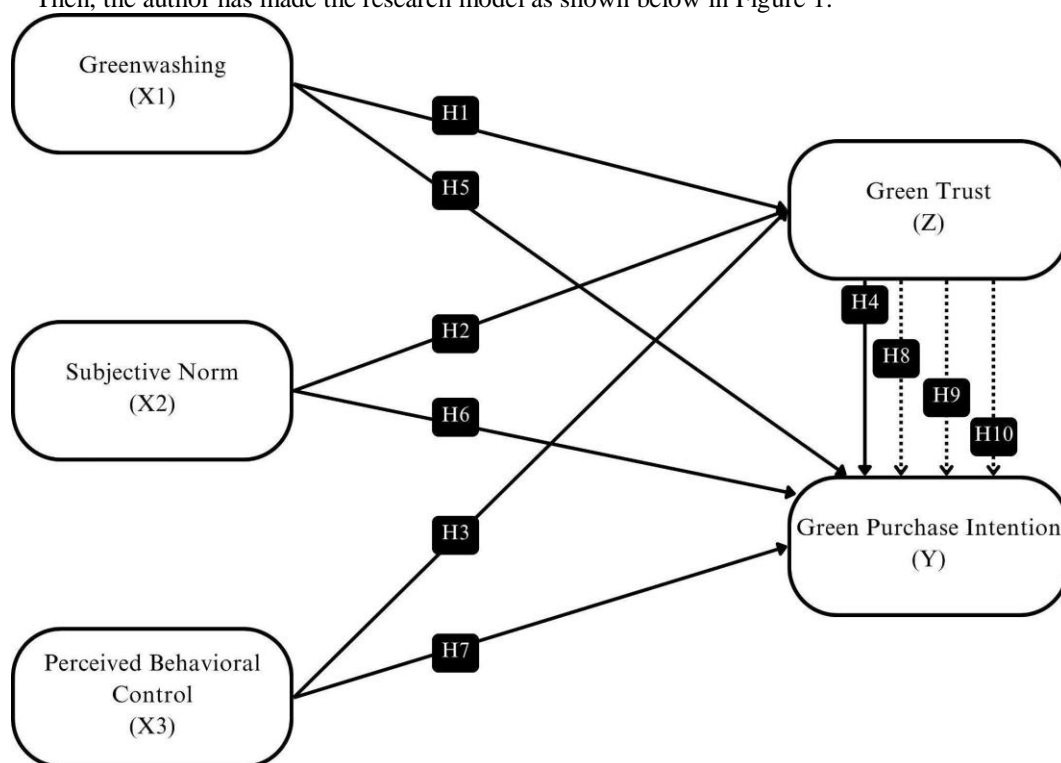 Then, the author has made the research model as shown below in Figure 1.
Greenwashing
(X1)
H1
H5
Green Trust
(Z)
H4
H2
H8
Subjective Norm
(X2)
H9
H6
H10
H3
Green Purchase Intention
(Y)
H7
Perceived Behavioral
Control
(X3)